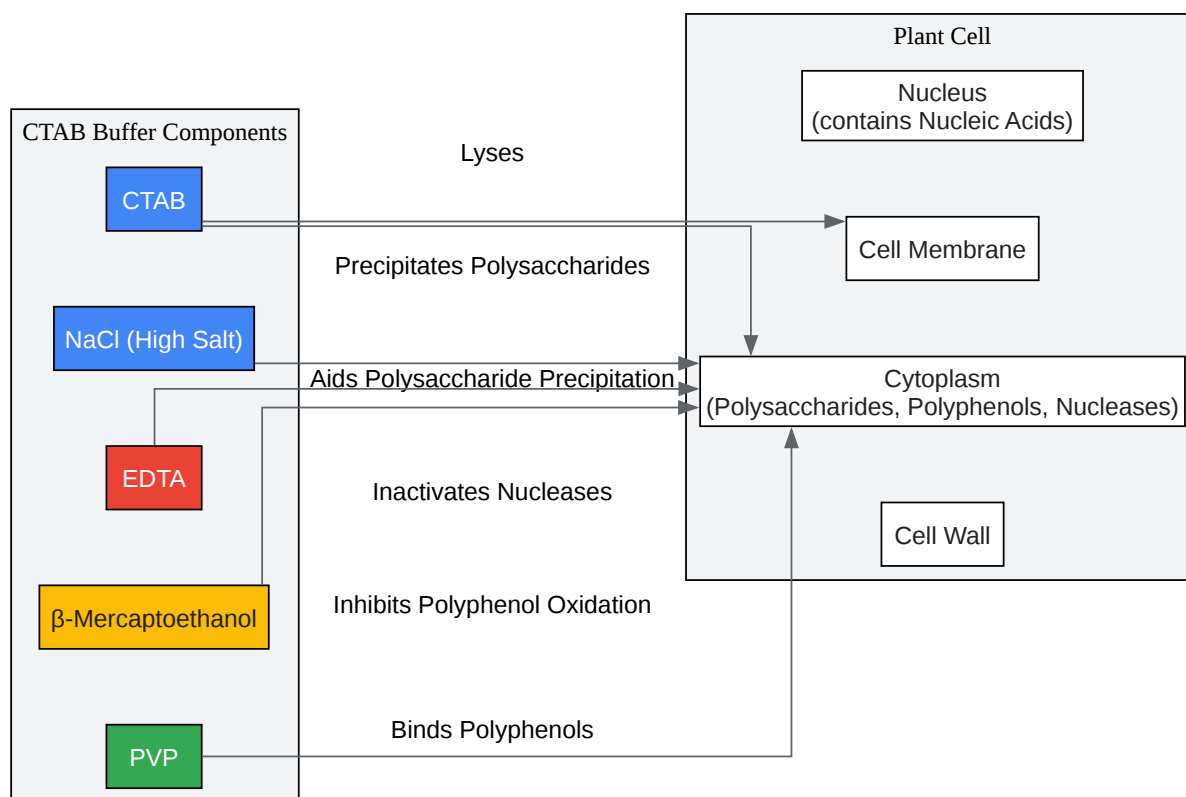 Plant Cell
Nucleus
(contains Nucleic Acids)
CTAB Buffer Components
Lyses
CTAB
Cell Membrane
Precipitates Polysaccharides
NaCl (High Salt)
Aids Polysaccharide Precipitation
Cytoplasm
(Polysaccharides, Polyphenols, Nucleases)
EDTA
Inactivates Nucleases
Cell Wall
β-Mercaptoethanol
Inhibits Polyphenol Oxidation
Binds Polyphenols
PVP